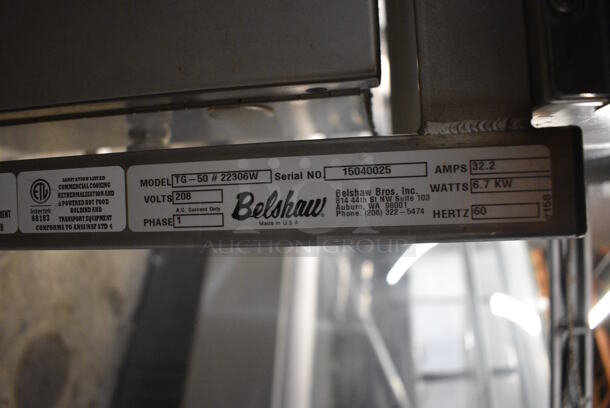 MODEL TG-50 # 22306W Serial NO. 15040025 AMPS 32.2
VOLTS 208 WATTS 6.7 KW
A.C. Current Only
PHASE 1 HERTZ 60
Belshaw
Made in U.S.A
Belshaw Bros. Inc.
814 44th St NW Suite 103
Auburn, WA 98001
Phone: (206) 322-5474
ETL
Intertek
68183
SANITATION LISTED
COMMERCIAL COOKING
RETHERMALIZATION AND
& POWERED HOT FOOD
HOLDING AND
TRANSPORT EQUIPMENT
CONFORMS TO ANSI/NSF STD 4
AUCTION GROUP